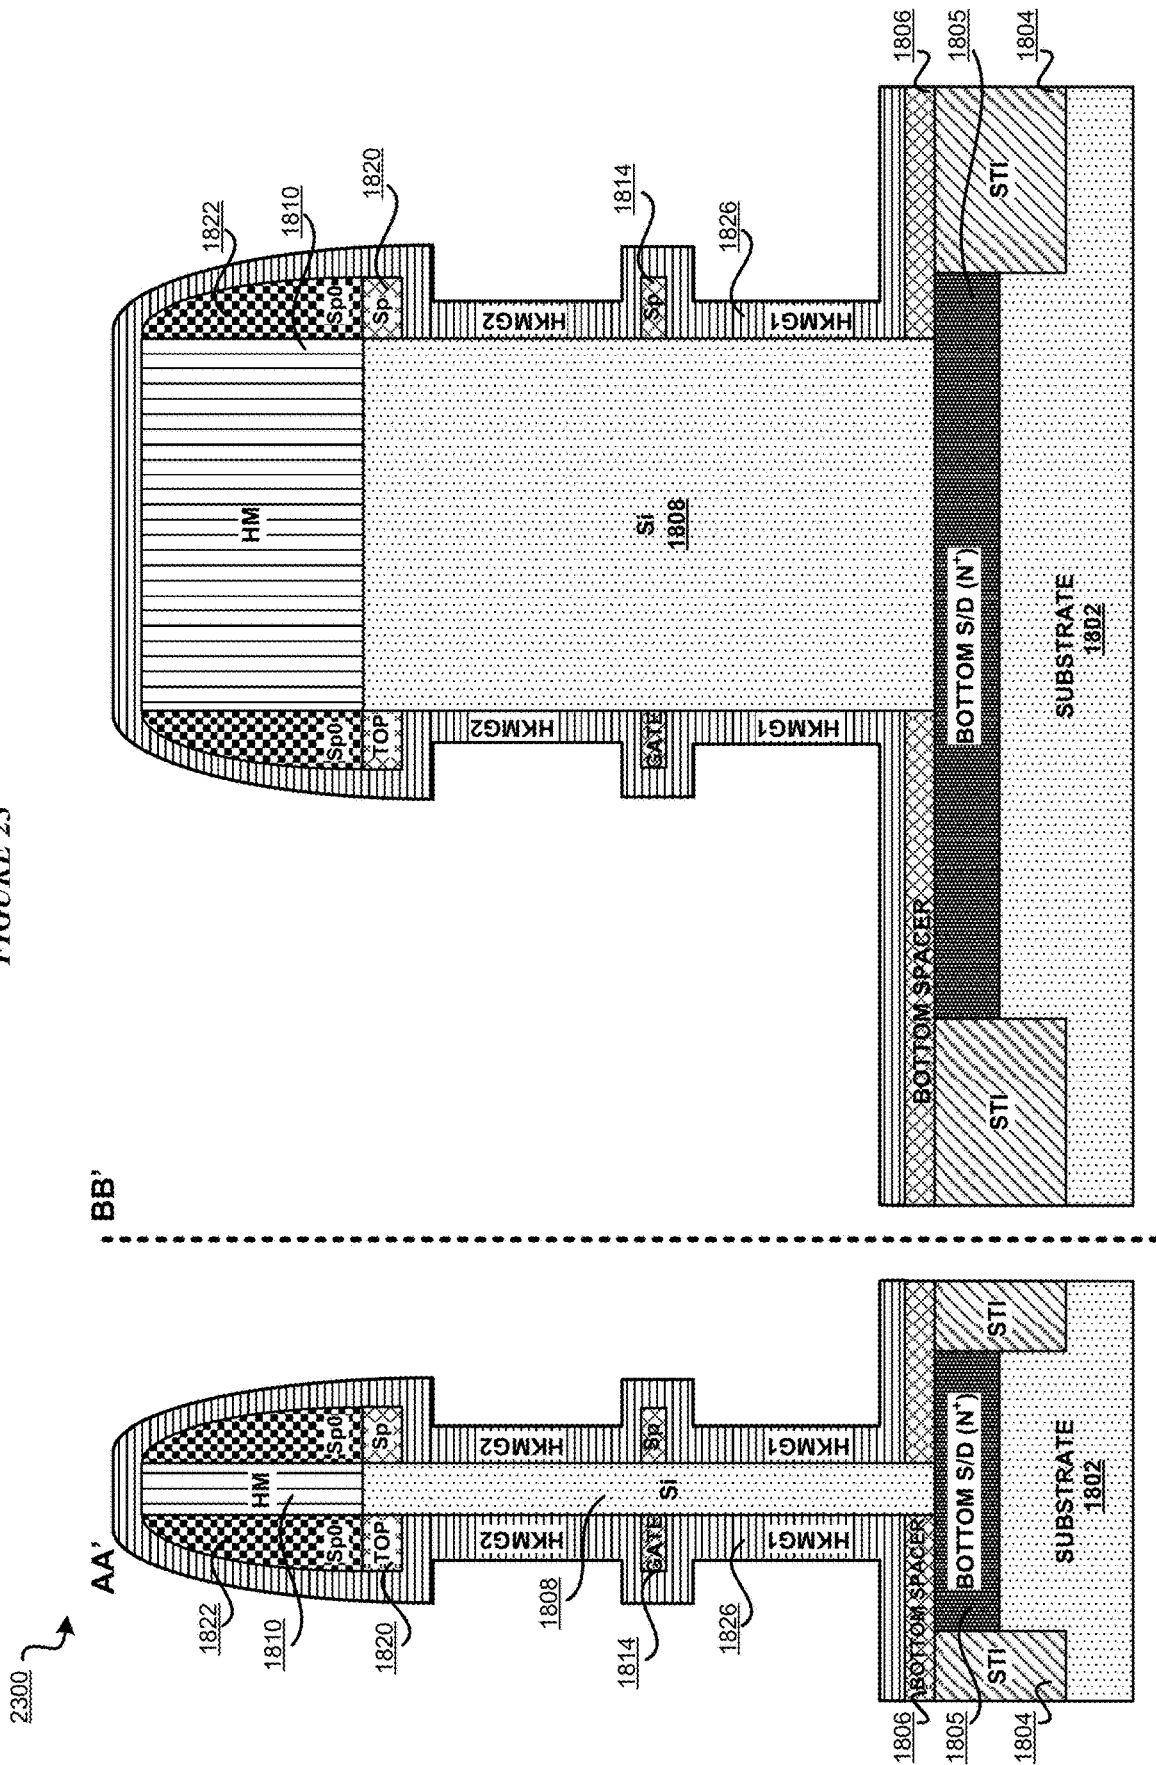 FIGURE 23
2300
AA'
BB'
1822
1810
1820
1808
1814
1826
1806
1805
1804
HM
Sp0
Sp0
TOP
Sp
HKMG2
HKMG2
Si
GATE
Sp
HKMG1
HKMG1
BOTTOM SPACER
BOTTOM S/D (N+)
STI
STI
SUBSTRATE
1802
HM
Sp0
Sp0
TOP
Sp
HKMG2
HKMG2
Si
1808
GATE
Sp
HKMG1
HKMG1
BOTTOM SPACER
BOTTOM S/D (N+)
STI
STI
SUBSTRATE
1802
1822
1810
1820
1814
1826
1806
1805
1804